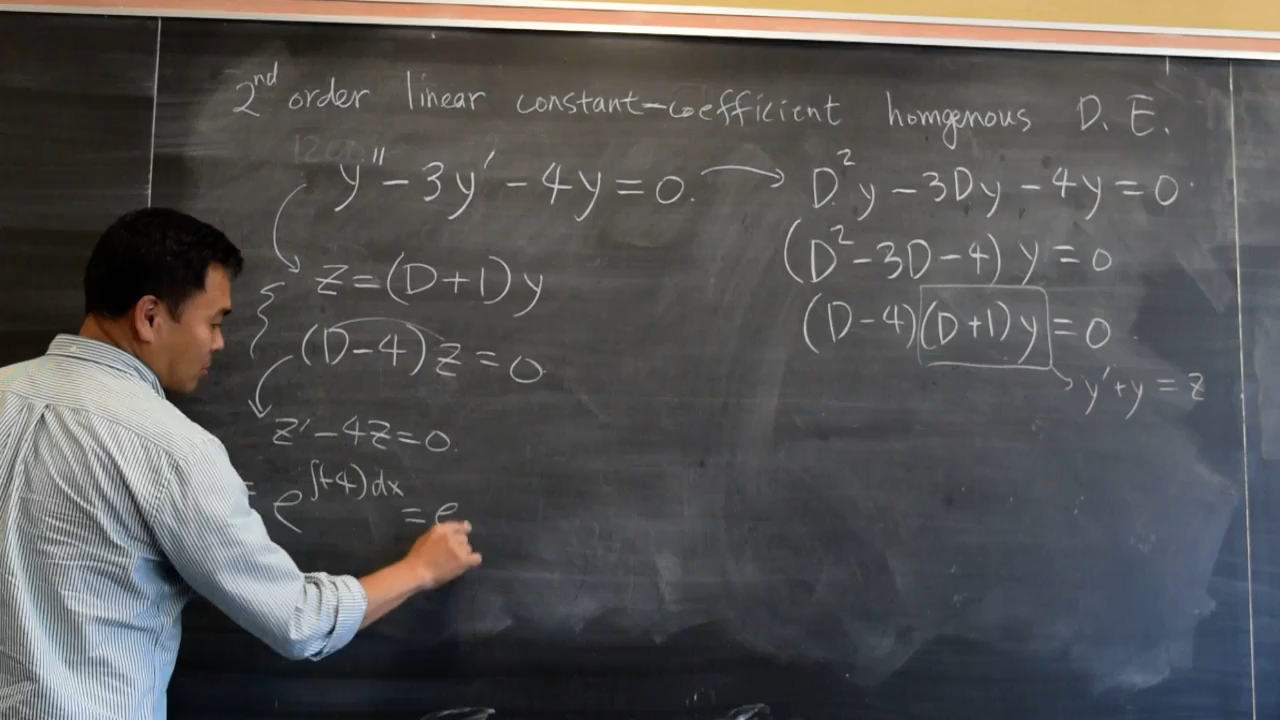 2nd order linear constant-coefficient homgenous D. E.
y'' - 3y' - 4y = 0. → D²y - 3Dy - 4y = 0.
(D² - 3D - 4) y = 0
z = (D+1) y
(D-4)(D+1)y = 0
(D-4) z = 0
y' + y = z
z' - 4z = 0.
= e^∫(-4)dx = e